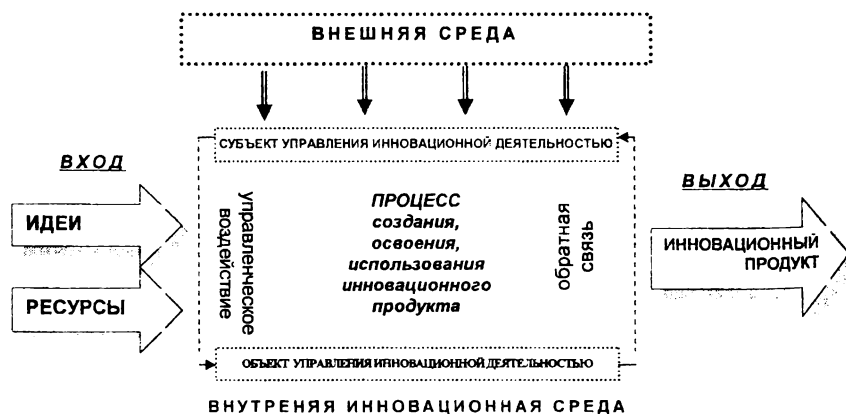 ВНЕШНЯЯ СРЕДА
СУБЪЕКТ УПРАВЛЕНИЯ ИННОВАЦИОННОЙ ДЕЯТЕЛЬНОСТЬЮ
ВХОД
ИДЕИ
РЕСУРСЫ
управленческое
воздействие
ПРОЦЕСС
создания,
освоения,
использования
инновационного
продукта
обратная
связь
ВЫХОД
ИННОВАЦИОННЫЙ
ПРОДУКТ
ОБЪЕКТ УПРАВЛЕНИЯ ИННОВАЦИОННОЙ ДЕЯТЕЛЬНОСТЬЮ
ВНУТРЕНЯЯ ИННОВАЦИОННАЯ СРЕДА